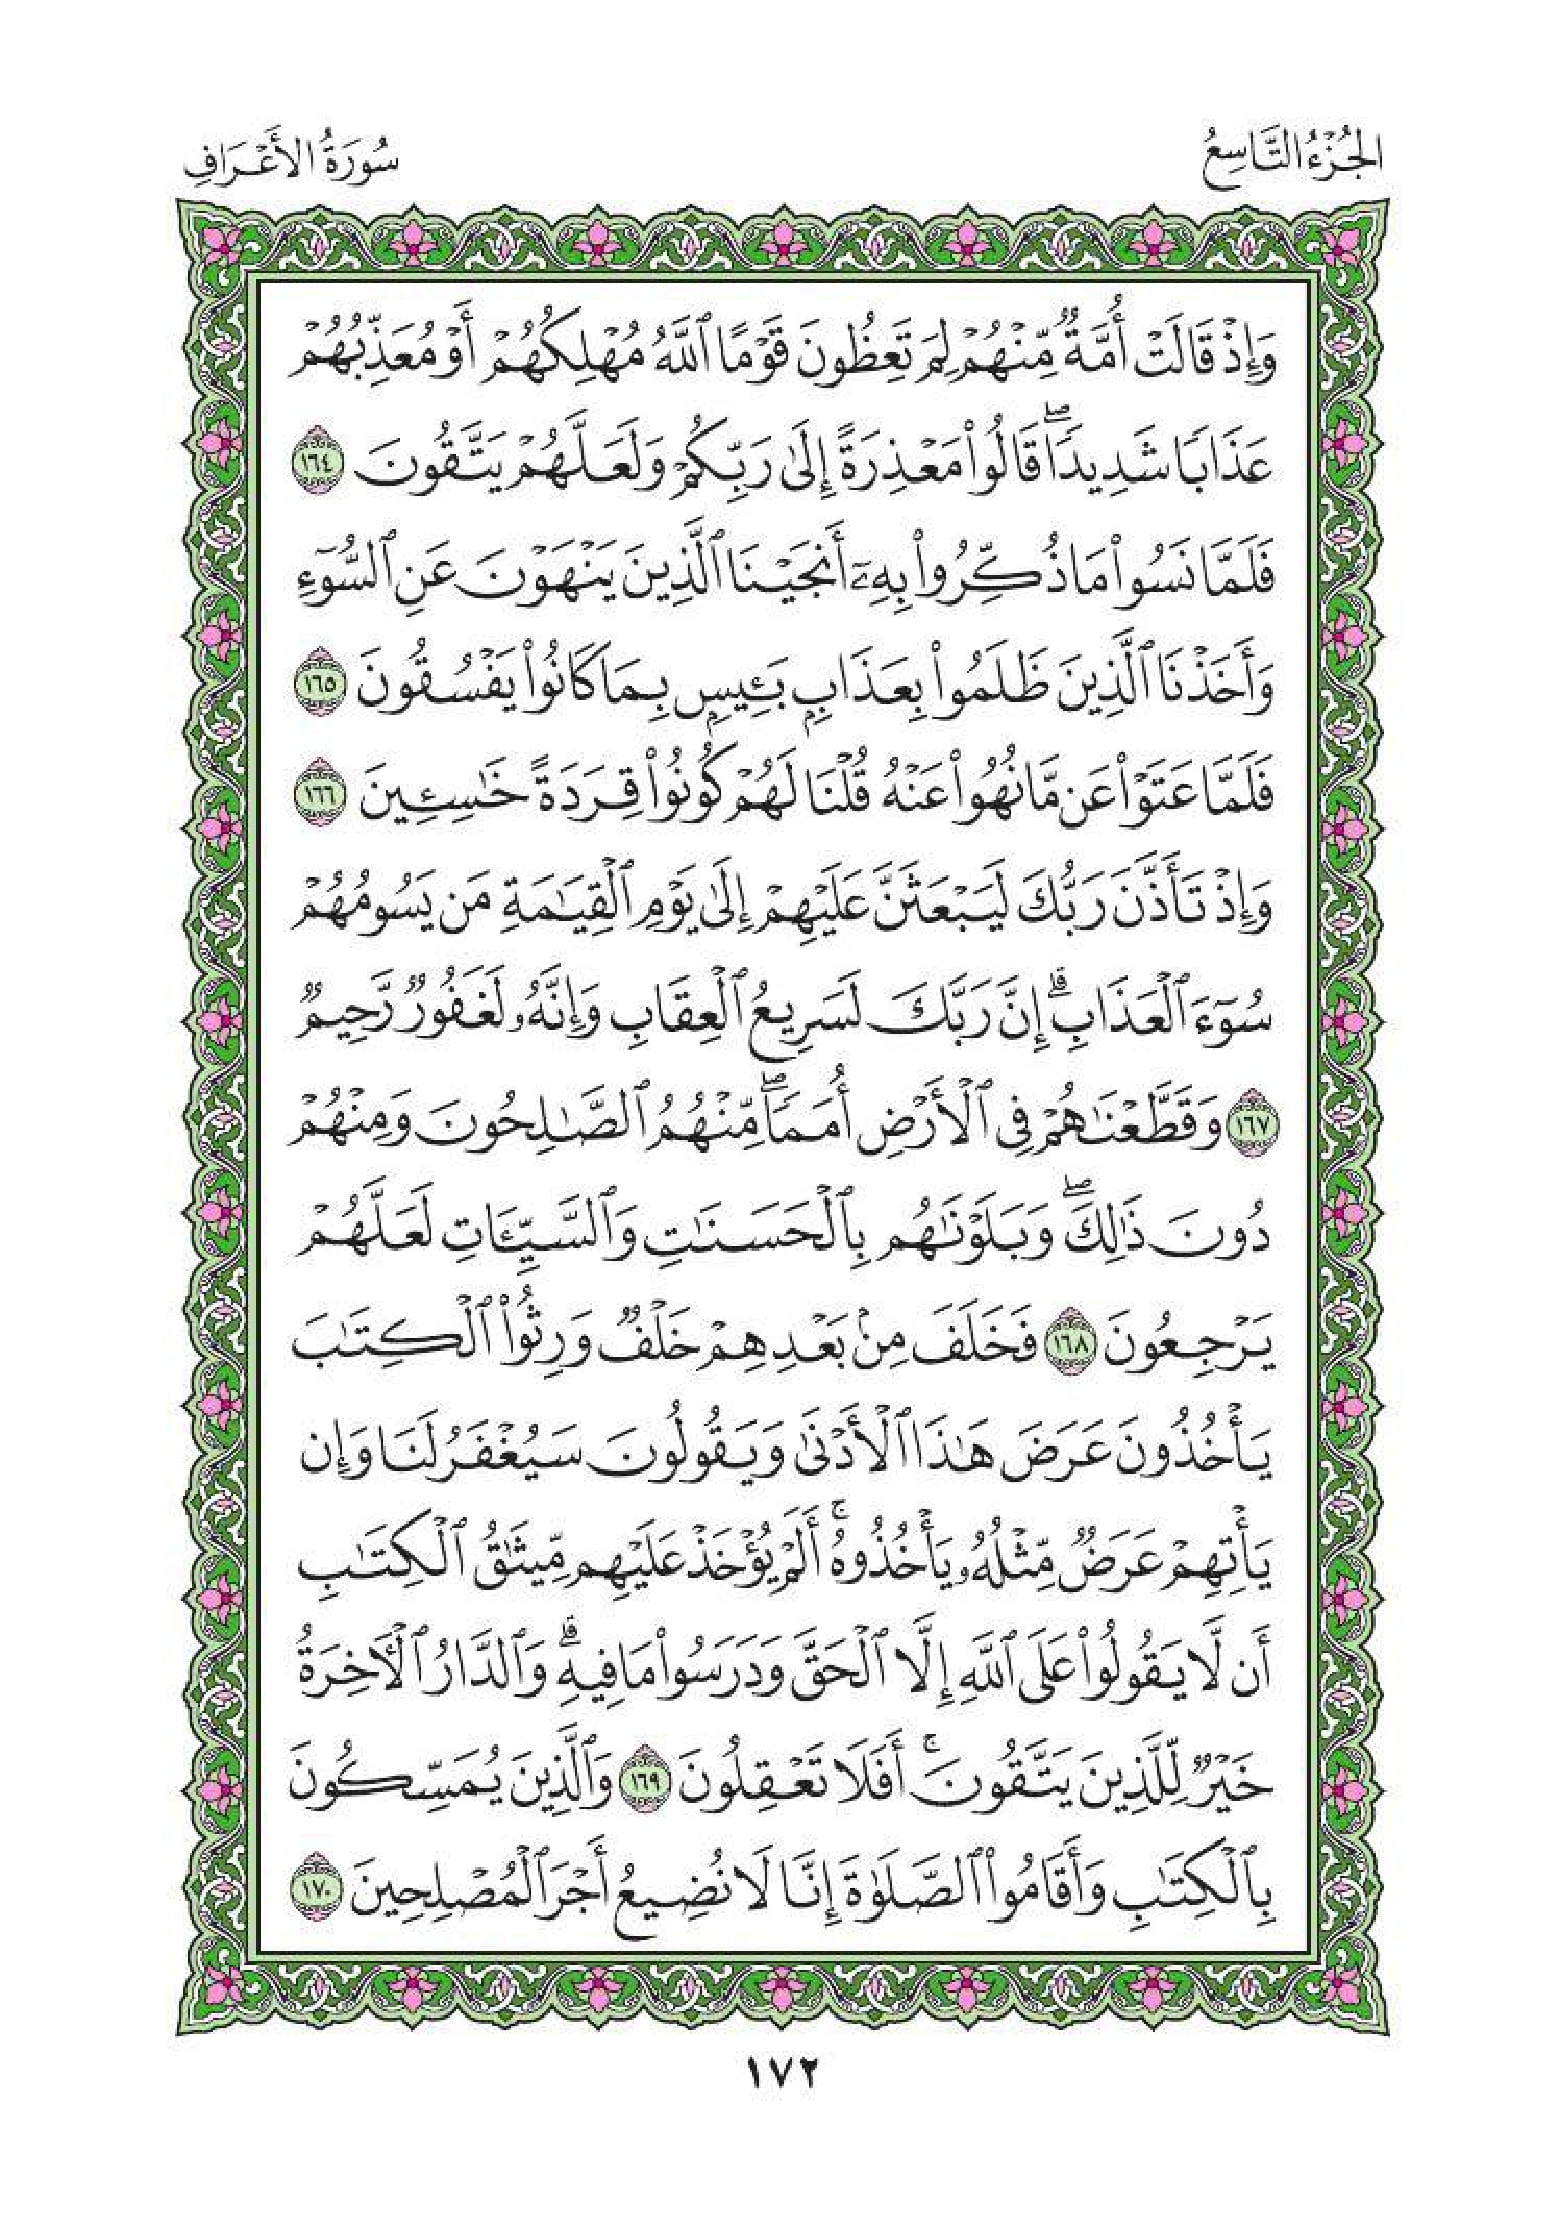 الجُزْءُ التَّاسِعُ
سُورَةُ الأَعْرَافِ
وَإِذْ قَالَتْ أُمَّةٌ مِّنْهُمْ لِمَ تَعِظُونَ قَوْمًا ٱللَّهُ مُهْلِكُهُمْ أَوْ مُعَذِّبُهُمْ
عَذَابًا شَدِيدًاۖ قَالُوا۟ مَعْذِرَةً إِلَىٰ رَبِّكُمْ وَلَعَلَّهُمْ يَتَّقُونَ ١٦٤
فَلَمَّا نَسُوا۟ مَا ذُكِّرُوا۟ بِهِۦٓ أَنجَيْنَا ٱلَّذِينَ يَنْهَوْنَ عَنِ ٱلسُّوٓءِ
وَأَخَذْنَا ٱلَّذِينَ ظَلَمُوا۟ بِعَذَابٍۭ بَـِٔيسٍۭ بِمَا كَانُوا۟ يَفْسُقُونَ ١٦٥
فَلَمَّا عَتَوْا۟ عَن مَّا نُهُوا۟ عَنْهُ قُلْنَا لَهُمْ كُونُوا۟ قِرَدَةً خَـٰسِـِٔينَ ١٦٦
وَإِذْ تَأَذَّنَ رَبُّكَ لَيَبْعَثَنَّ عَلَيْهِمْ إِلَىٰ يَوْمِ ٱلْقِيَـٰمَةِ مَن يَسُومُهُمْ
سُوٓءَ ٱلْعَذَابِۗ إِنَّ رَبَّكَ لَسَرِيعُ ٱلْعِقَابِ وَإِنَّهُۥ لَغَفُورٌ رَّحِيمٌ
١٦٧ وَقَطَّعْنَـٰهُمْ فِى ٱلْأَرْضِ أُمَمًاۖ مِّنْهُمُ ٱلصَّـٰلِحُونَ وَمِنْهُمْ
دُونَ ذَٰلِكَۖ وَبَلَوْنَـٰهُم بِٱلْحَسَنَـٰتِ وَٱلسَّيِّـَٔاتِ لَعَلَّهُمْ
يَرْجِعُونَ ١٦٨ فَخَلَفَ مِنۢ بَعْدِهِمْ خَلْفٌ وَرِثُوا۟ ٱلْكِتَـٰبَ
يَأْخُذُونَ عَرَضَ هَـٰذَا ٱلْأَدْنَىٰ وَيَقُولُونَ سَيُغْفَرُ لَنَا وَإِن
يَأْتِهِمْ عَرَضٌ مِّثْلُهُۥ يَأْخُذُوهُۚ أَلَمْ يُؤْخَذْ عَلَيْهِم مِّيثَـٰقُ ٱلْكِتَـٰبِ
أَن لَّا يَقُولُوا۟ عَلَى ٱللَّهِ إِلَّا ٱلْحَقَّ وَدَرَسُوا۟ مَا فِيهِۗ وَٱلدَّارُ ٱلْـَٔاخِرَةُ
خَيْرٌ لِّلَّذِينَ يَتَّقُونَۚ أَفَلَا تَعْقِلُونَ ١٦٩ وَٱلَّذِينَ يُمَسِّكُونَ
بِٱلْكِتَـٰبِ وَأَقَامُوا۟ ٱلصَّلَوٰةَ إِنَّا لَا نُضِيعُ أَجْرَ ٱلْمُصْلِحِينَ ١٧٠
١٧٢